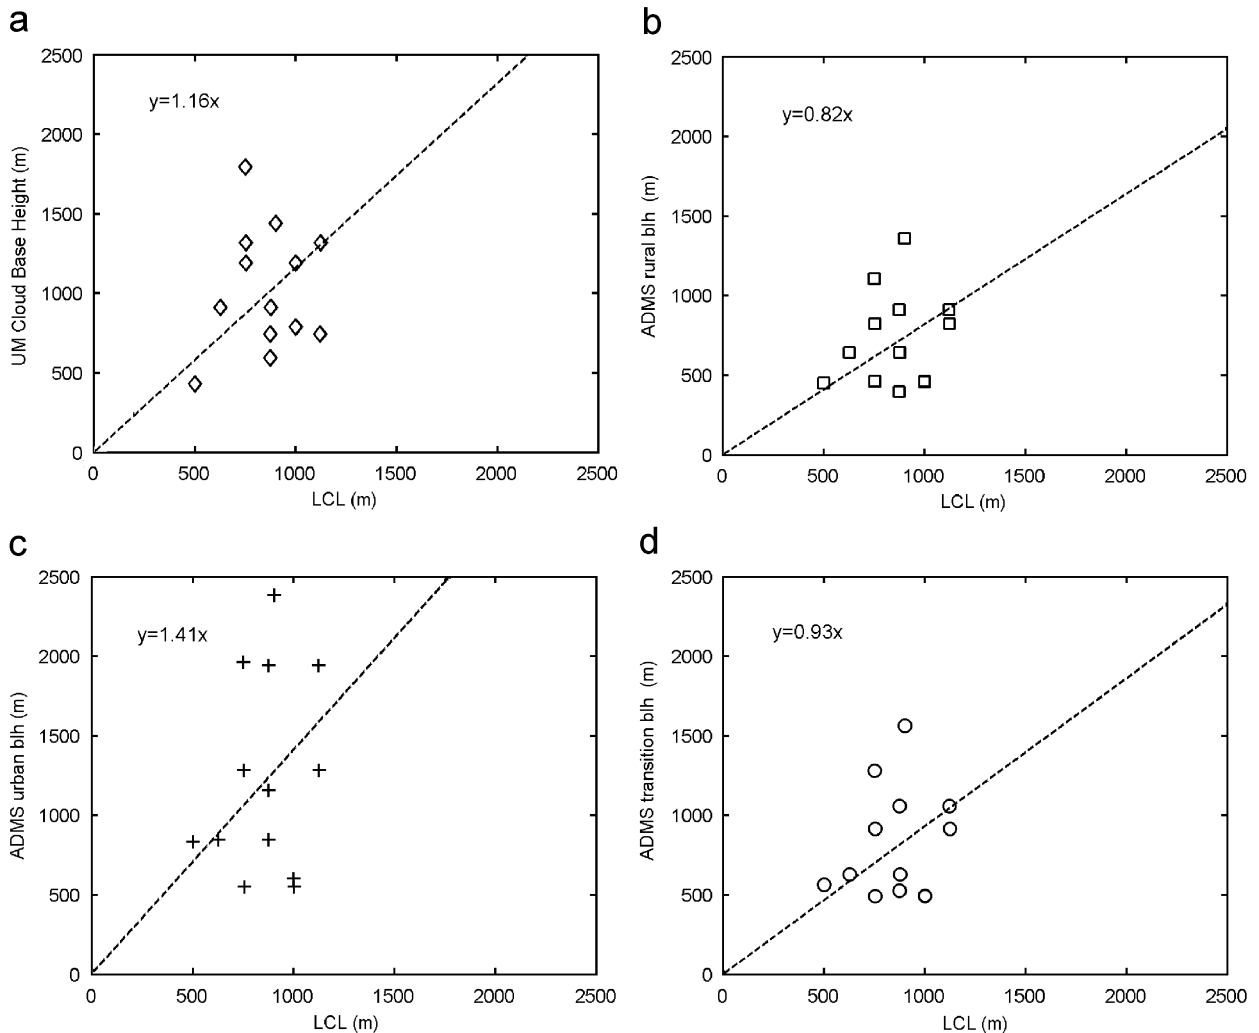 a
2500
2000
1500
1000
500
0
UM Cloud Base Height (m)
y=1.16x
0 500 1000 1500 2000 2500
LCL (m)
b
2500
2000
1500
1000
500
0
ADMS rural blh (m)
y=0.82x
0 500 1000 1500 2000 2500
LCL (m)
c
2500
2000
1500
1000
500
0
ADMS urban blh (m)
y=1.41x
0 500 1000 1500 2000 2500
LCL (m)
d
2500
2000
1500
1000
500
0
ADMS transition blh (m)
y=0.93x
0 500 1000 1500 2000 2500
LCL (m)